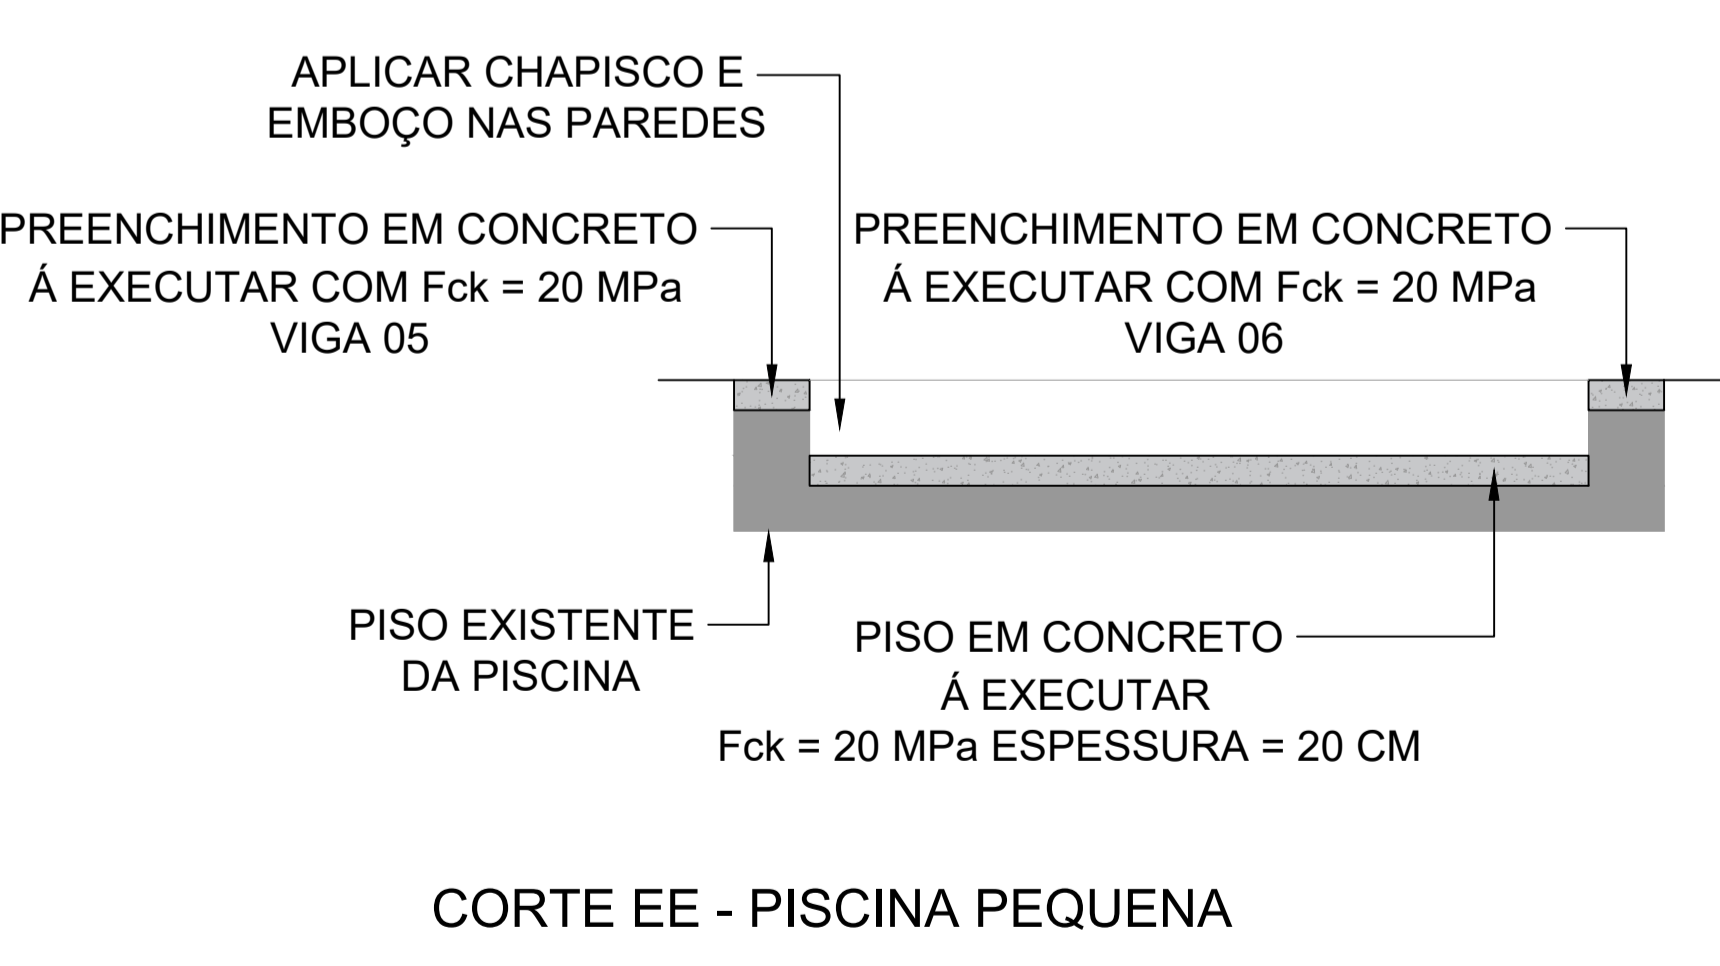 APLICAR CHAPISCO E
EMBOÇO NAS PAREDES
PREENCHIMENTO EM CONCRETO
Á EXECUTAR COM Fck = 20 MPa
VIGA 05
PREENCHIMENTO EM CONCRETO
Á EXECUTAR COM Fck = 20 MPa
VIGA 06
PISO EXISTENTE
DA PISCINA
PISO EM CONCRETO
Á EXECUTAR
Fck = 20 MPa ESPESSURA = 20 CM
CORTE EE - PISCINA PEQUENA